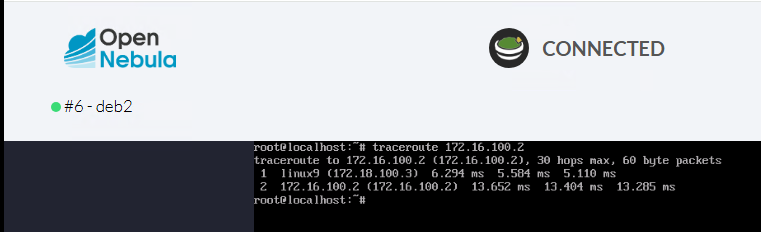 Open
Nebula
CONNECTED
#6 - deb2
root@localhost:~# traceroute 172.16.100.2
traceroute to 172.16.100.2 (172.16.100.2), 30 hops max, 60 byte packets
1 linux9 (172.18.100.3) 6.294 ms 5.584 ms 5.110 ms
2 172.16.100.2 (172.16.100.2) 13.652 ms 13.404 ms 13.285 ms
root@localhost:~#